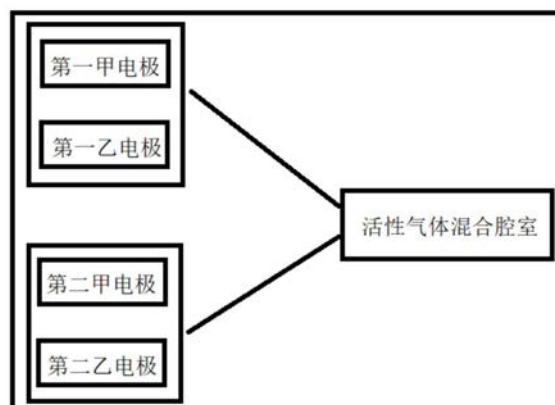 第一甲电极
第一乙电极
活性气体混合腔室
第二甲电极
第二乙电极